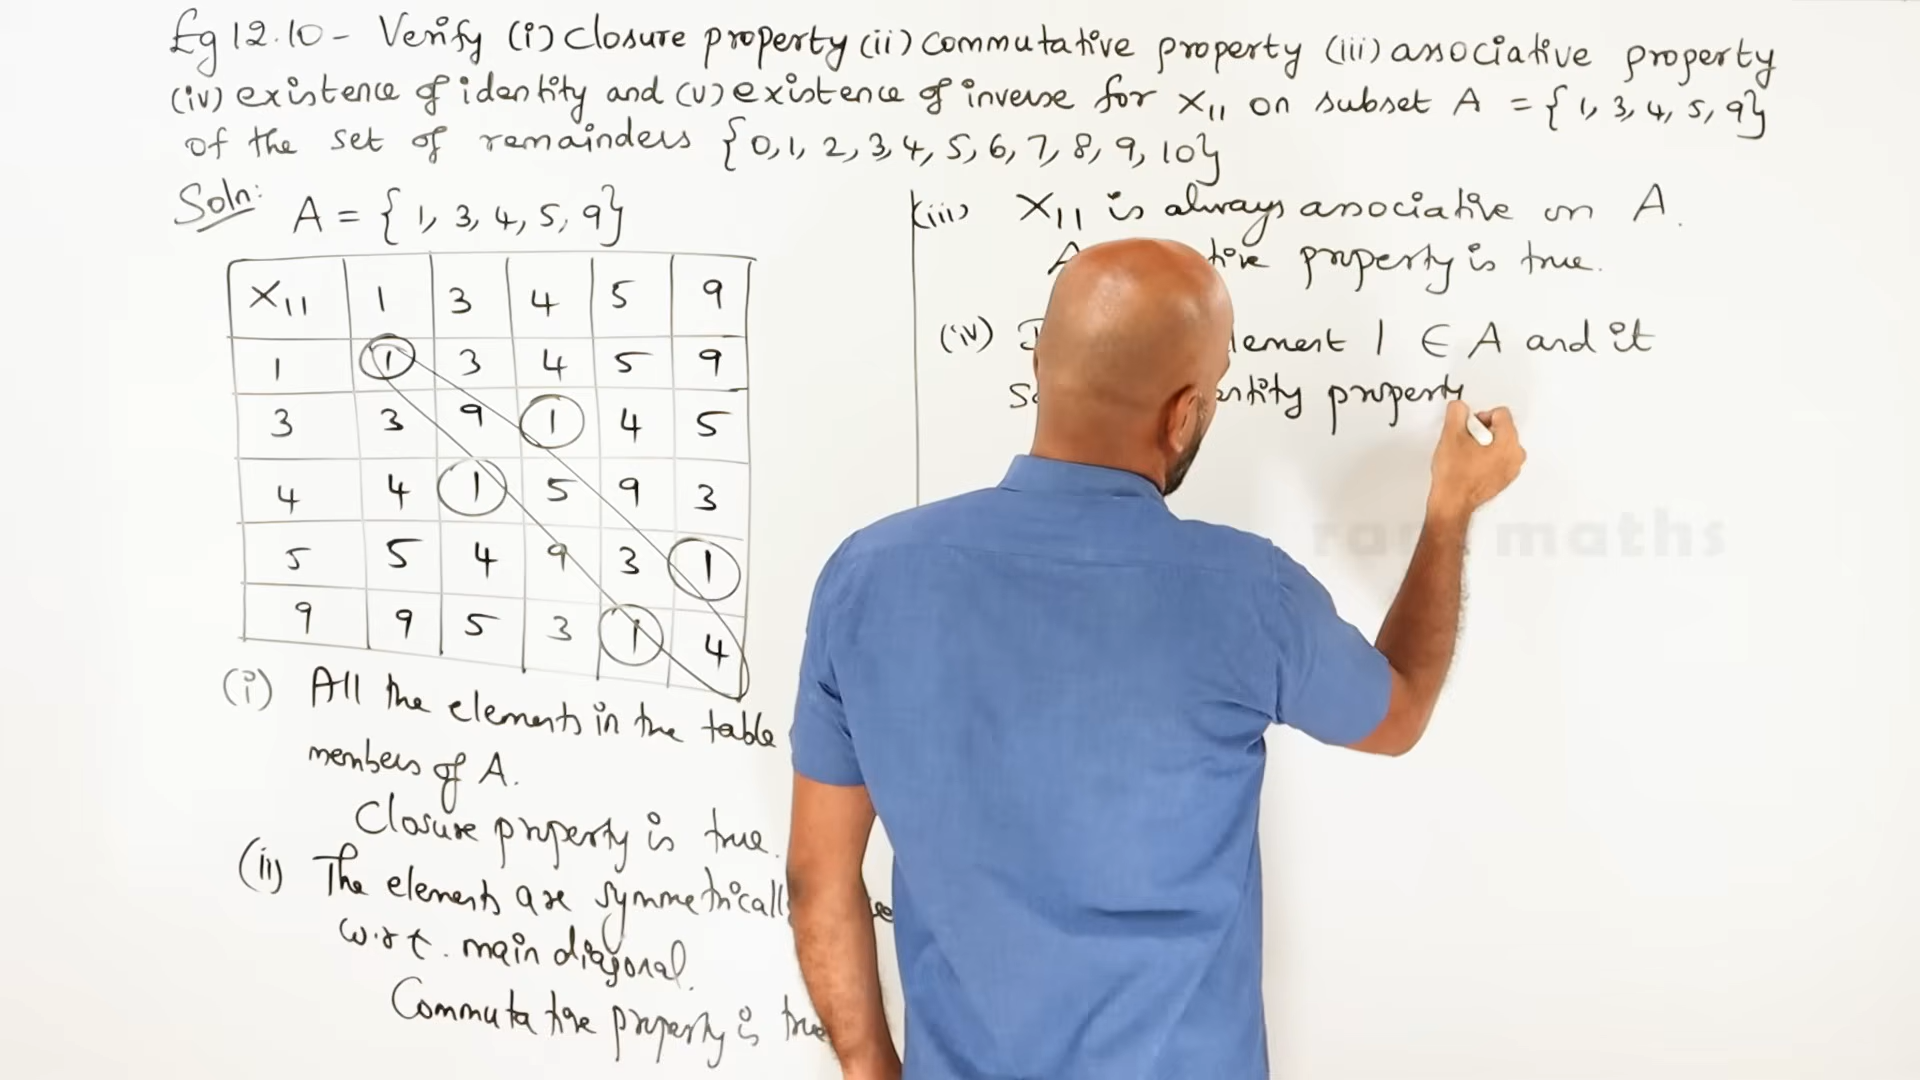 Eg 12.10 - Verify (i) closure property (ii) commutative property (iii) associative property
(iv) existence of identity and (v) existence of inverse for X11 on subset A = {1, 3, 4, 5, 9}
of the set of remainders {0, 1, 2, 3, 4, 5, 6, 7, 8, 9, 10}
Soln: A = {1, 3, 4, 5, 9}
X11 1 3 4 5 9
1 1 3 4 5 9
3 3 9 1 4 5
4 4 1 5 9 3
5 5 4 9 3 1
9 9 5 3 1 4
(i) All the elements in the table
members of A.
Closure property is true.
(ii) The elements are symmetricall
w.r.t. main diagonal.
Commutative property is true
(iii) X11 is always associative on A.
A tive property is true.
(iv) lement 1 ∈ A and it
entity property
maths